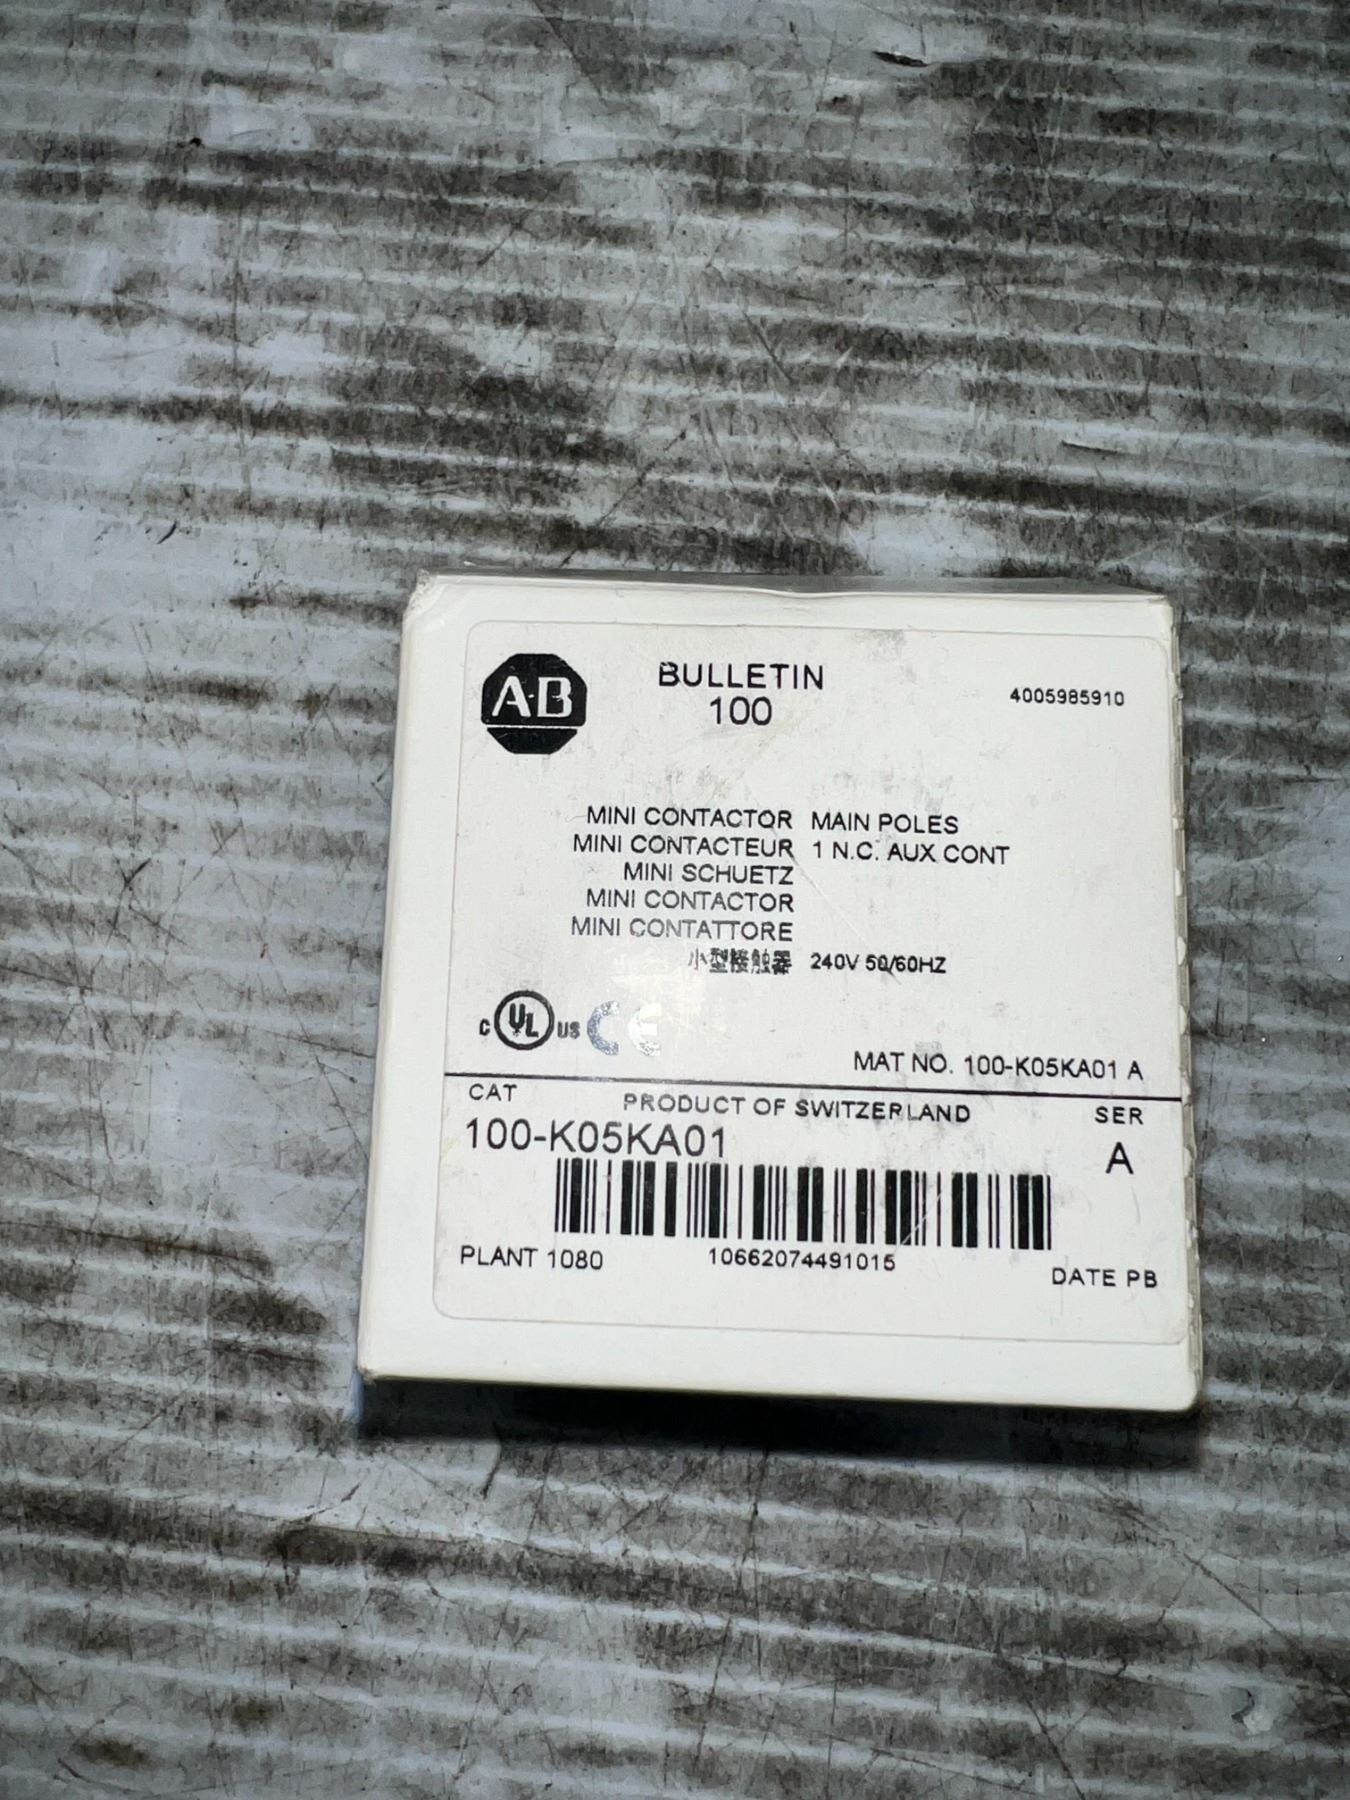 A-B
BULLETIN
100
4005985910
MINI CONTACTOR MAIN POLES
MINI CONTACTEUR 1 N.C. AUX CONT
MINI SCHUETZ
MINI CONTACTOR
MINI CONTATTORE
小型接触器 240V 50/60HZ
C UL US CE
MAT NO. 100-K05KA01 A
CAT PRODUCT OF SWITZERLAND SER
100-K05KA01 A
PLANT 1080 10662074491015 DATE PB